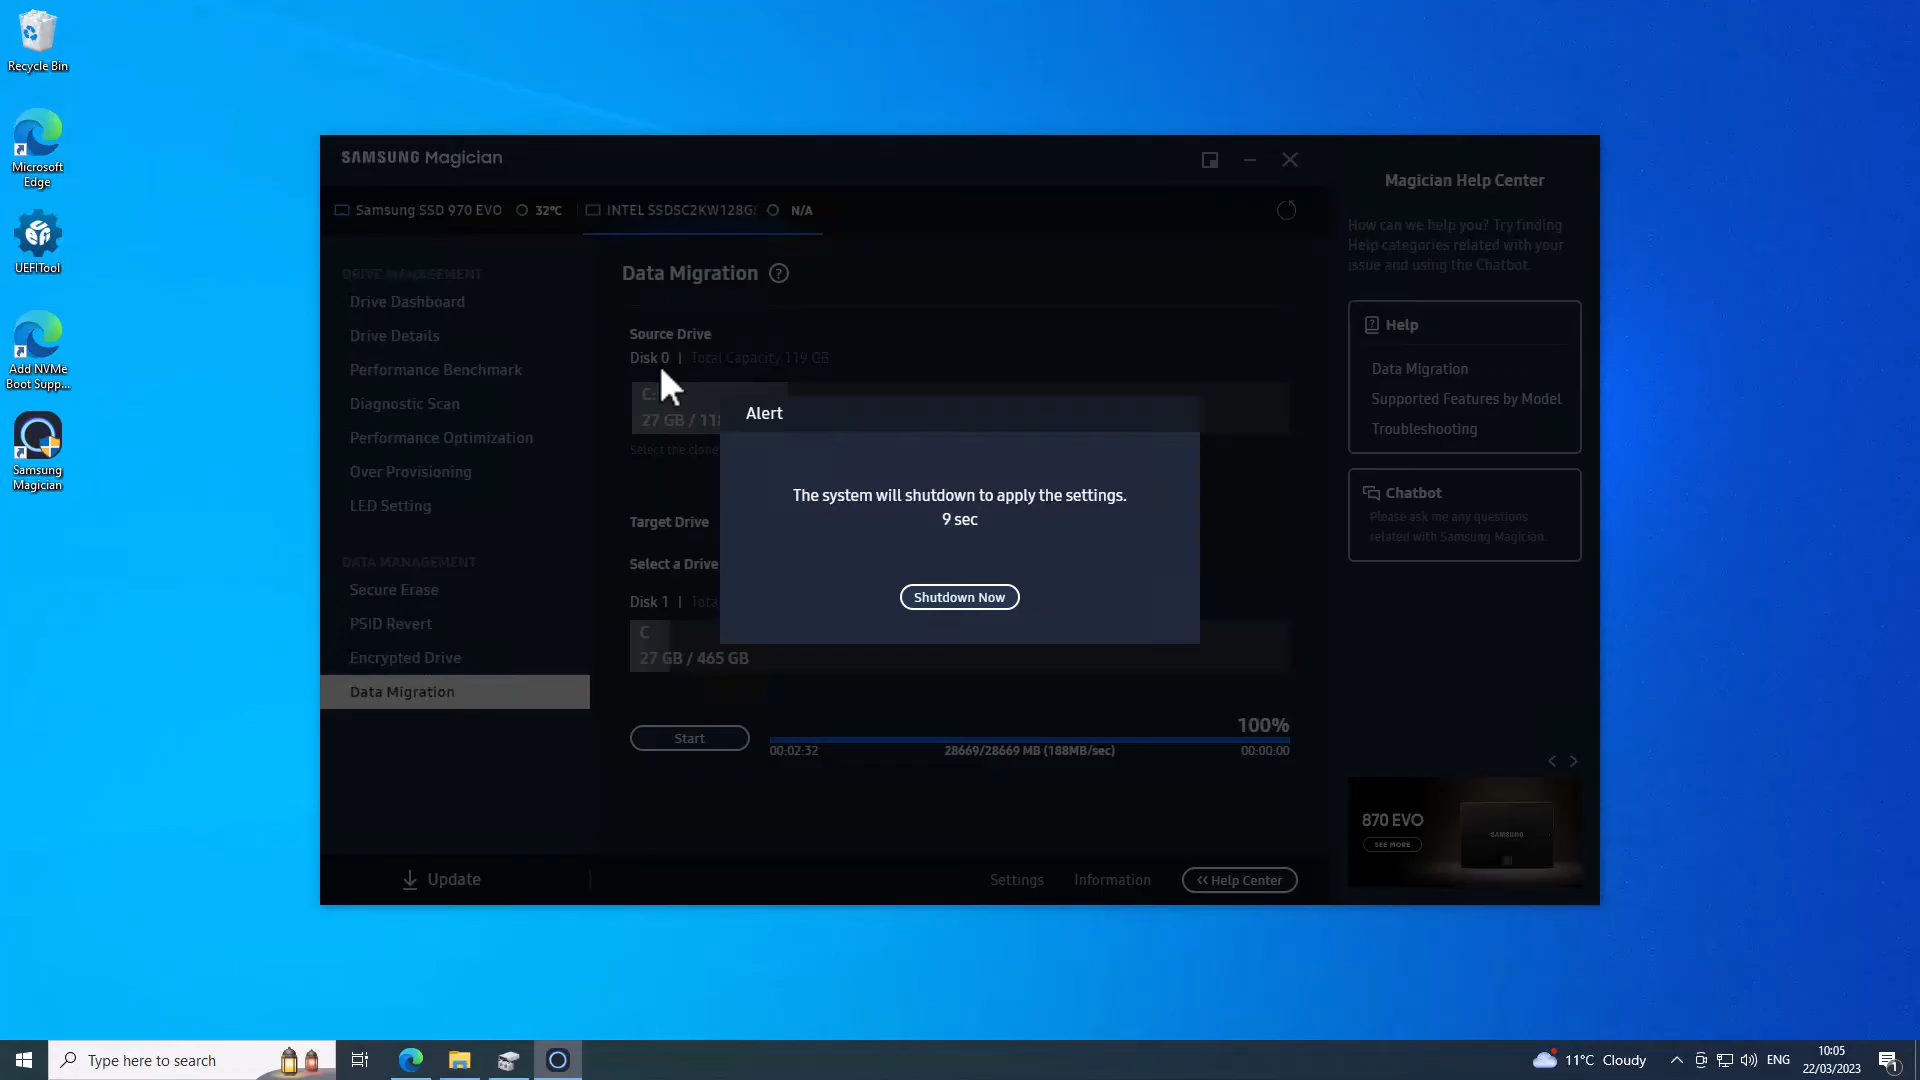 Recycle Bin
Microsoft
Edge
UEFITool
Add NVMe
Boot Supp...
Samsung
Magician
SAMSUNG Magician
Samsung SSD 970 EVO 32℃ INTEL SSDSC2KW128G N/A
DRIVE MANAGEMENT
Drive Dashboard
Drive Details
Performance Benchmark
Diagnostic Scan
Performance Optimization
Over Provisioning
LED Setting
DATA MANAGEMENT
Secure Erase
PSID Revert
Encrypted Drive
Data Migration
Data Migration ?
Source Drive
Disk 0 | Total Capacity 119 GB
C:
27 GB / 118
Select the clone
Target Drive
Select a Drive
Disk 1 | Tota
C
27 GB / 465 GB
Alert
The system will shutdown to apply the settings.
9 sec
Shutdown Now
Start
100%
00:02:32 28669/28669 MB (188MB/sec) 00:00:00
Update
Settings Information << Help Center
Magician Help Center
How can we help you? Try finding
Help categories related with your
issue and using the Chatbot.
Help
Data Migration
Supported Features by Model
Troubleshooting
Chatbot
Please ask me any questions
related with Samsung Magician.
< >
870 EVO
SEE MORE
SAMSUNG
Type here to search
11°C Cloudy
ENG
10:05
22/03/2023
1